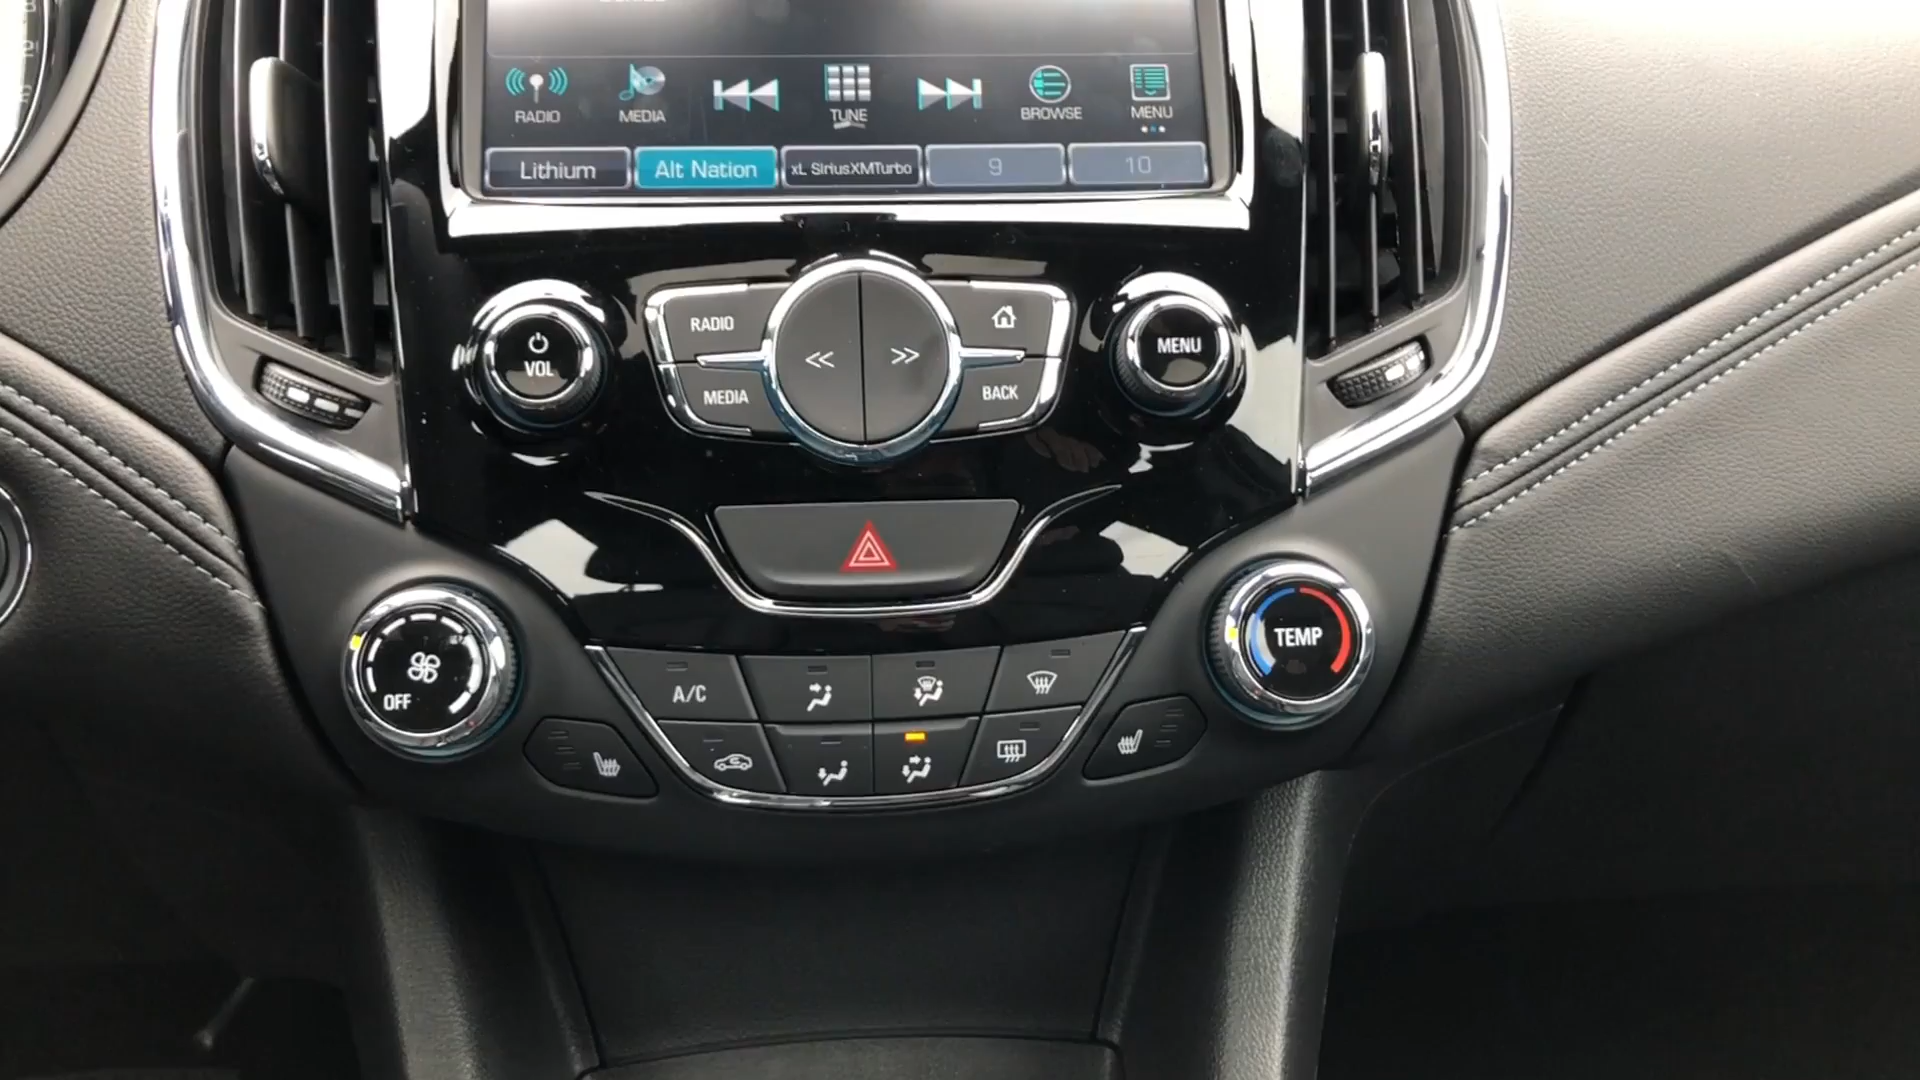 RADIO
MEDIA
TUNE
BROWSE
MENU
Lithium
Alt Nation
xL SiriusXMTurbo
9
10
VOL
RADIO
MEDIA
BACK
MENU
OFF
A/C
TEMP